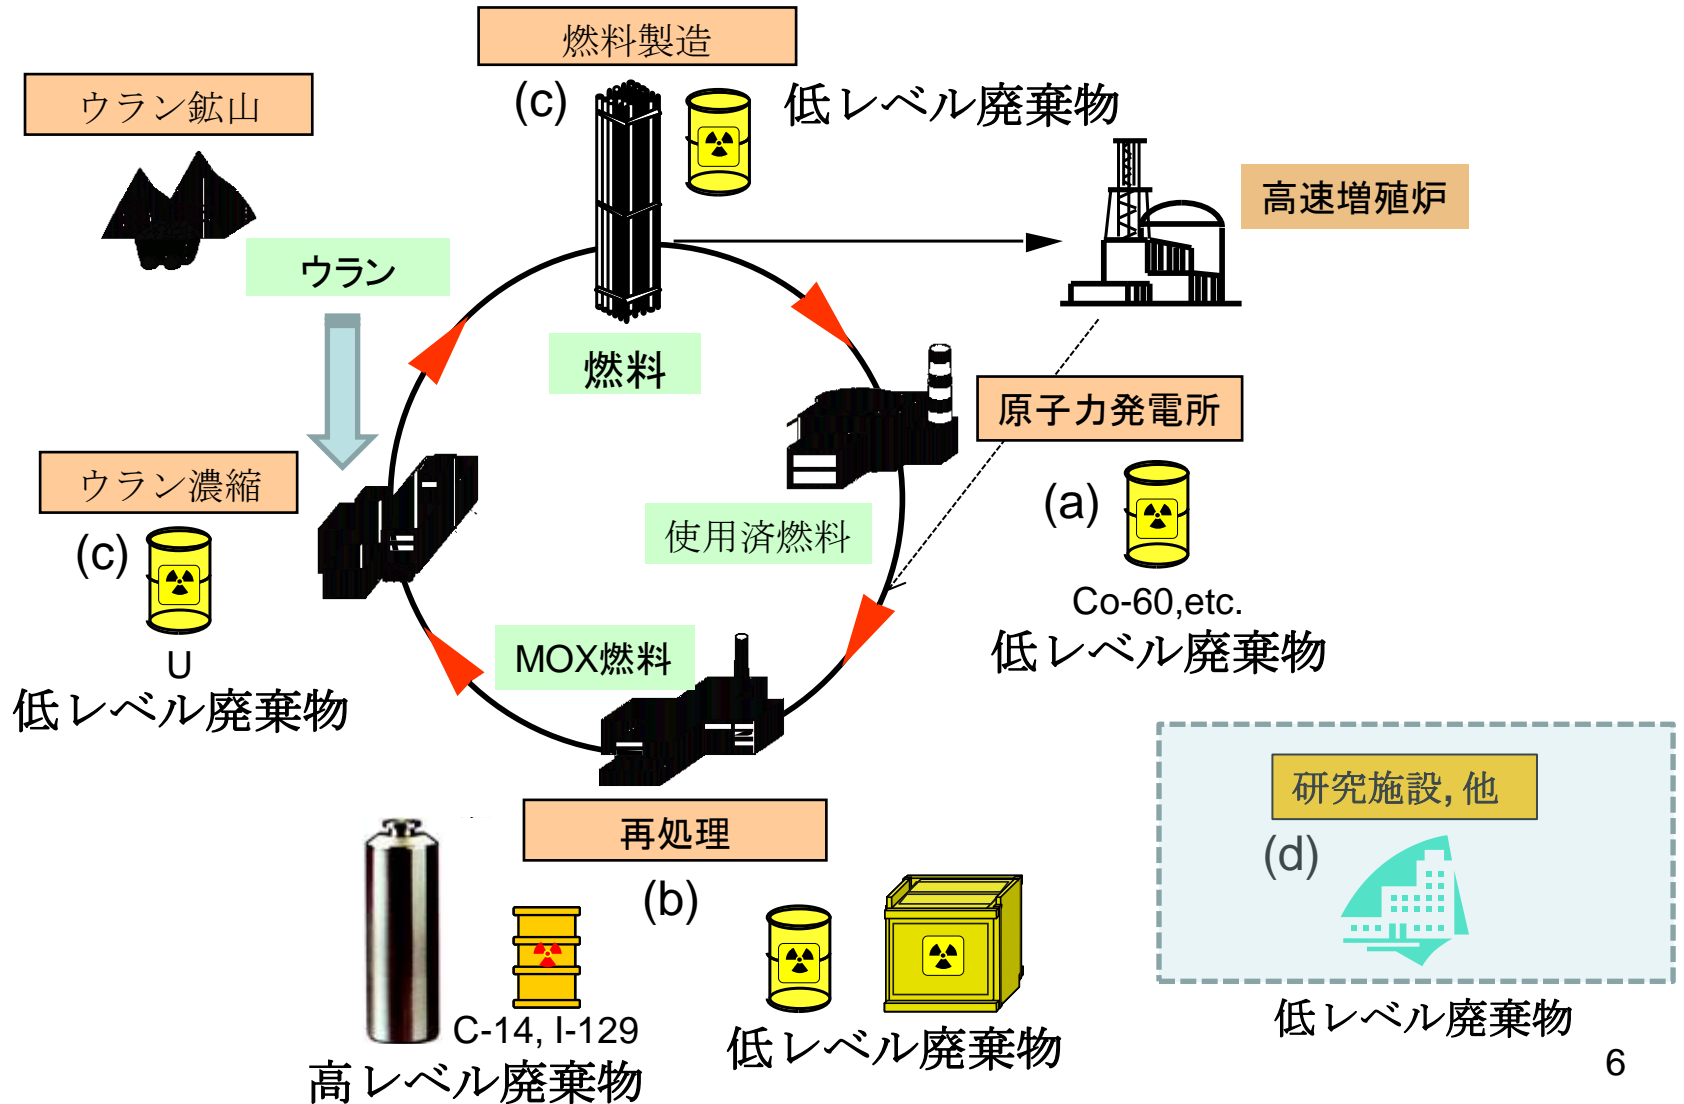 燃料製造
(c)
低レベル廃棄物
ウラン鉱山
高速増殖炉
ウラン
燃料
原子力発電所
ウラン濃縮
(c)
U
低レベル廃棄物
使用済燃料
(a)
Co-60,etc.
低レベル廃棄物
MOX燃料
再処理
(b)
C-14, I-129
高レベル廃棄物
低レベル廃棄物
研究施設, 他
(d)
低レベル廃棄物
6